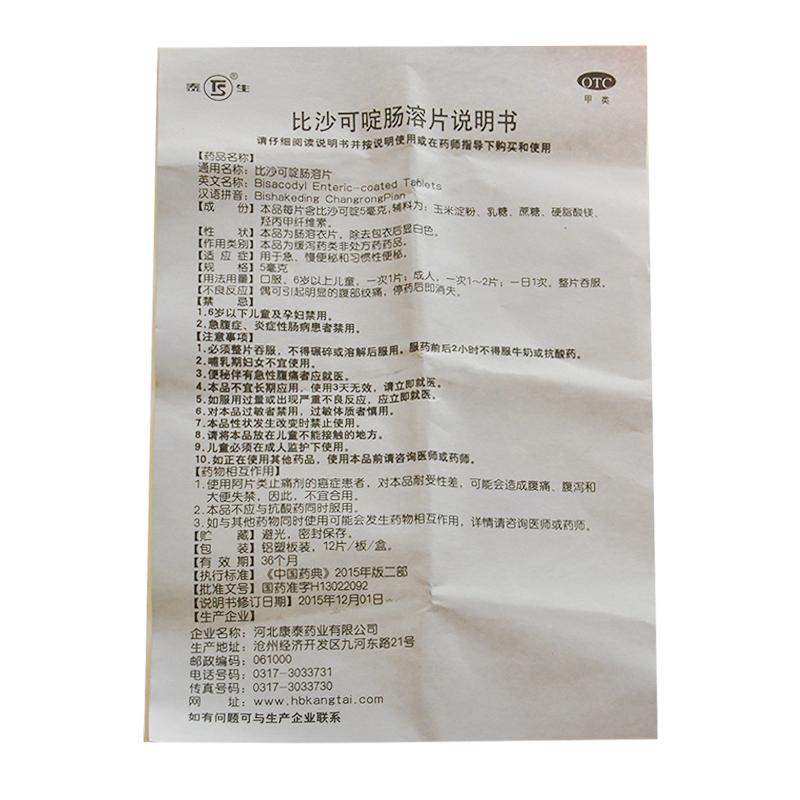 泰 TS® 生
OTC
甲 类
比沙可啶肠溶片说明书
请仔细阅读说明书并按说明使用或在药师指导下购买和使用
【药品名称】
通用名称：比沙可啶肠溶片
英文名称：Bisacodyl Enteric-coated Tablets
汉语拼音：Bishakeding ChangrongPian
【成 份】本品每片含比沙可啶5毫克，辅料为：玉米淀粉、乳糖、蔗糖、硬脂酸镁、
羟丙甲纤维素。
【性 状】本品为肠溶衣片，除去包衣后显白色。
【作用类别】本品为缓泻药类非处方药药品。
【适 应 症】用于急、慢便秘和习惯性便秘。
【规 格】5毫克
【用法用量】口服。6岁以上儿童，一次1片；成人，一次1～2片；一日1次。整片吞服。
【不良反应】偶可引起明显的腹部绞痛，停药后即消失。
【禁 忌】
1.6岁以下儿童及孕妇禁用。
2.急腹症、炎症性肠病患者禁用。
【注意事项】
1.必须整片吞服，不得碾碎或溶解后服用。服药前后2小时不得服牛奶或抗酸药。
2.哺乳期妇女不宜使用。
3.便秘伴有急性腹痛者应就医。
4.本品不宜长期应用。使用3天无效，请立即就医。
5.如服用过量或出现严重不良反应，应立即就医。
6.对本品过敏者禁用，过敏体质者慎用。
7.本品性状发生改变时禁止使用。
8.请将本品放在儿童不能接触的地方。
9.儿童必须在成人监护下使用。
10.如正在使用其他药品，使用本品前请咨询医师或药师。
【药物相互作用】
1.使用阿片类止痛剂的癌症患者，对本品耐受性差，可能会造成腹痛、腹泻和
大便失禁，因此，不宜合用。
2.本品不应与抗酸药同时服用。
3.如与其他药物同时使用可能会发生药物相互作用，详情请咨询医师或药师。
【贮 藏】避光，密封保存。
【包 装】铝塑板装，12片/板/盒。
【有 效 期】36个月
【执行标准】《中国药典》2015年版二部
【批准文号】国药准字H13022092
【说明书修订日期】2015年12月01日
【生产企业】
企业名称：河北康泰药业有限公司
生产地址：沧州经济开发区九河东路21号
邮政编码：061000
电话号码：0317-3033731
传真号码：0317-3033730
网 址：www.hbkangtai.com
如有问题可与生产企业联系